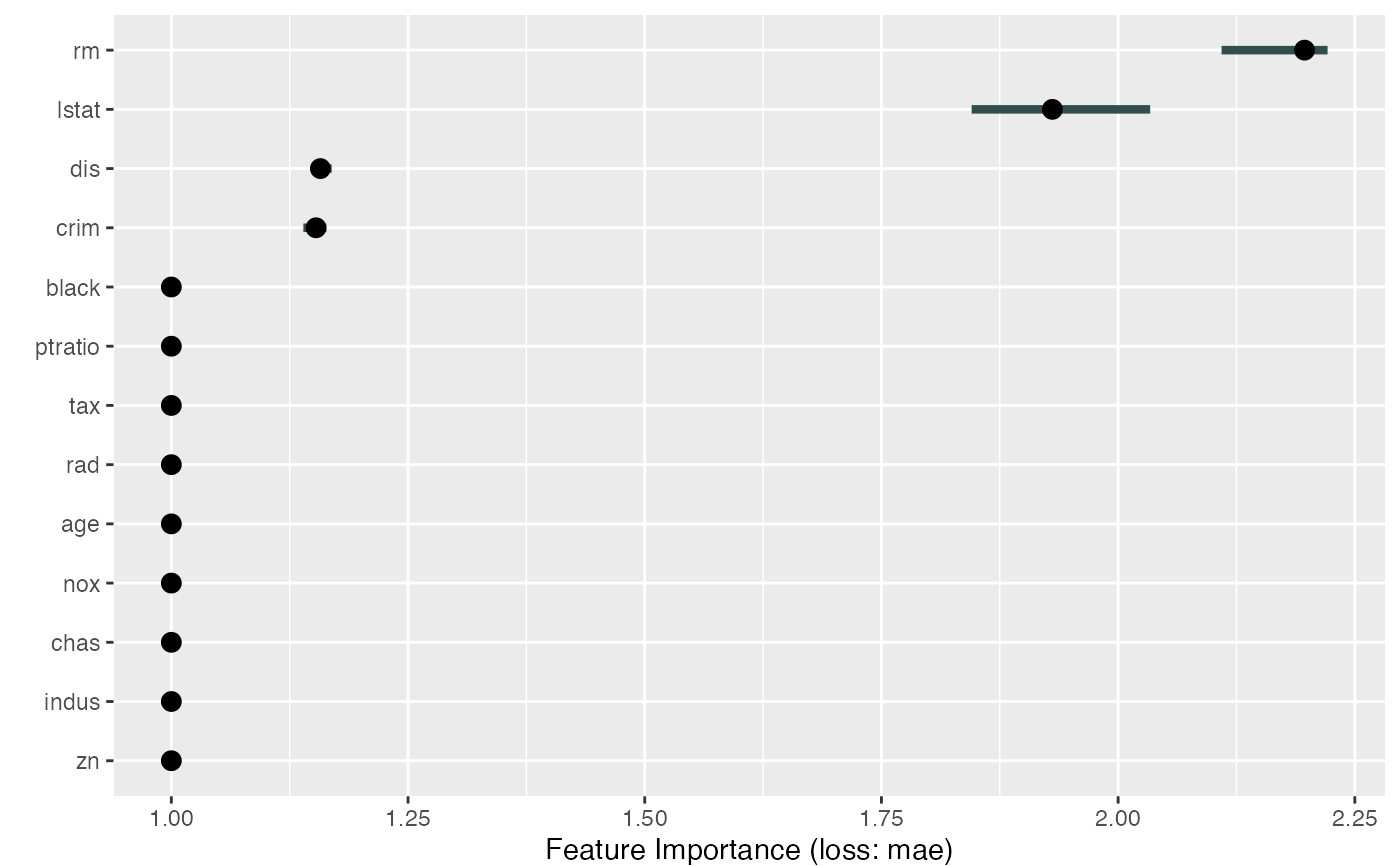 rm
lstat
dis
crim
black
ptratio
tax
rad
age
nox
chas
indus
zn
1.00 1.25 1.50 1.75 2.00 2.25
Feature Importance (loss: mae)